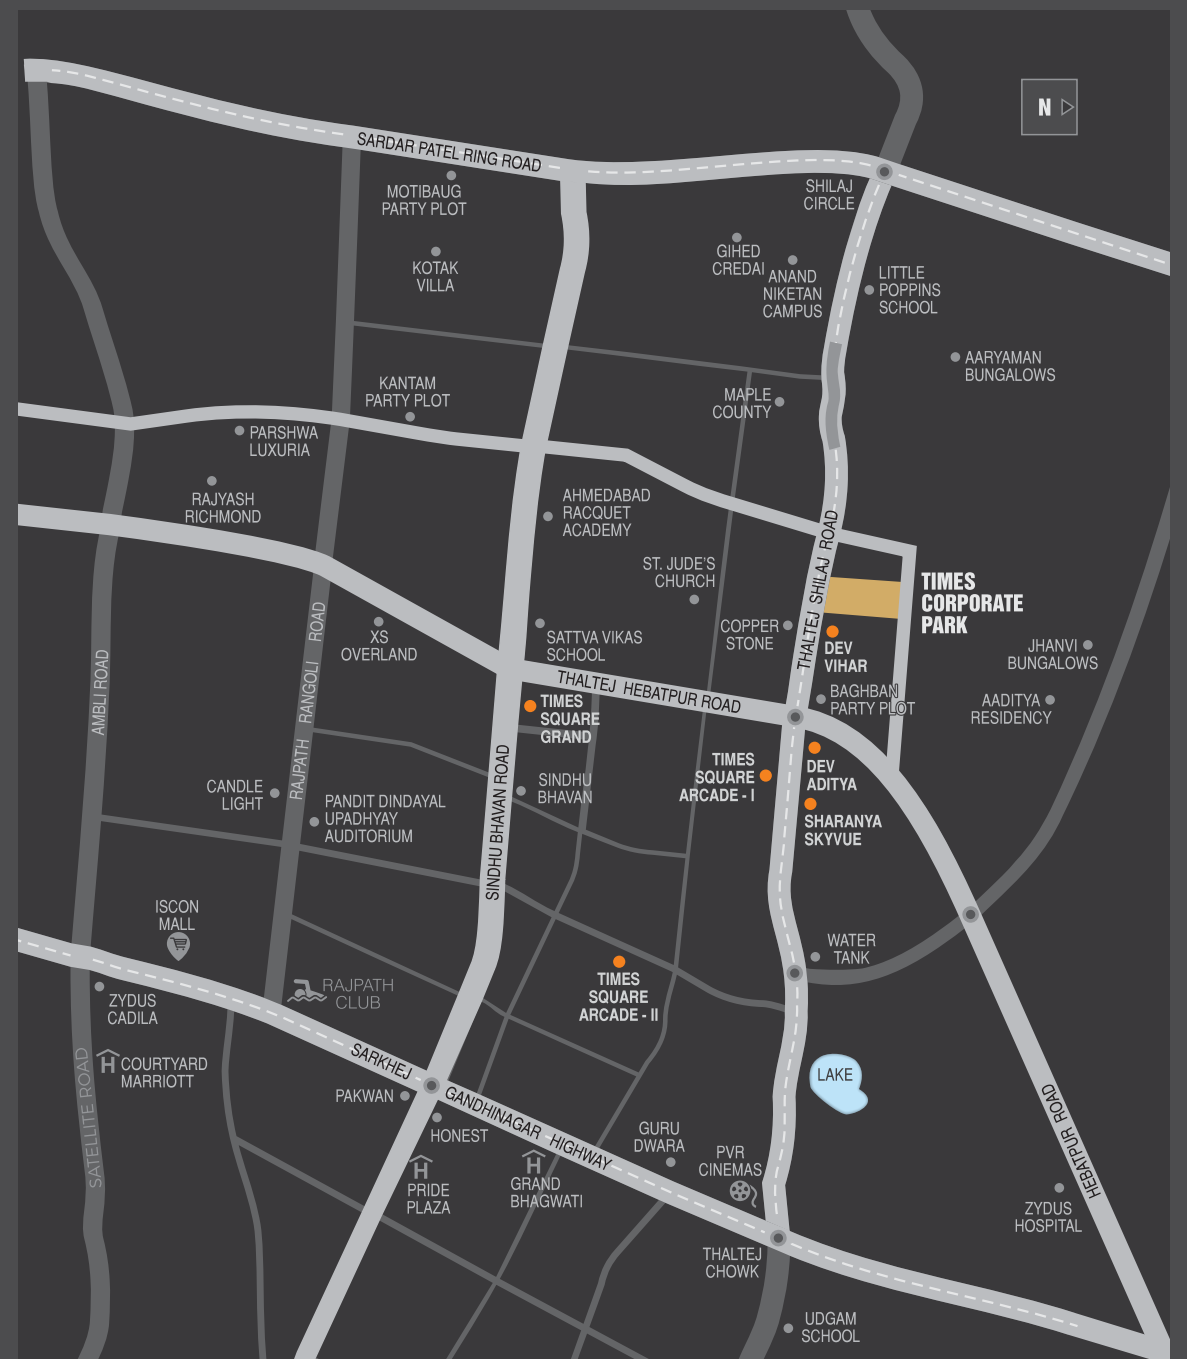 N
SARDAR PATEL RING ROAD
MOTIBAUG
PARTY PLOT
KOTAK
VILLA
SHILAJ
CIRCLE
GIHED
CREDAI
ANAND
NIKETAN
CAMPUS
LITTLE
POPPINS
SCHOOL
AARYAMAN
BUNGALOWS
MAPLE
COUNTY
KANTAM
PARTY PLOT
PARSHWA
LUXURIA
RAJYASH
RICHMOND
AHMEDABAD
RACQUET
ACADEMY
ST. JUDE'S
CHURCH
THALTEJ SHILAJ ROAD
TIMES
CORPORATE
PARK
COPPER
STONE
DEV
VIHAR
XS
OVERLAND
SATTVA VIKAS
SCHOOL
JHANVI
BUNGALOWS
AADITYA
RESIDENCY
BAGHBAN
PARTY PLOT
THALTEJ HEBATPUR ROAD
AMBLI ROAD
RAJPATH RANGOLI ROAD
TIMES
SQUARE
GRAND
SINDHU BHAVAN ROAD
SINDHU
BHAVAN
TIMES
SQUARE
ARCADE - I
DEV
ADITYA
SHARANYA
SKYVUE
CANDLE
LIGHT
PANDIT DINDAYAL
UPADHYAY
AUDITORIUM
ISCON
MALL
WATER
TANK
TIMES
SQUARE
ARCADE - II
RAJPATH
CLUB
ZYDUS
CADILA
H COURTYARD
MARRIOTT
SATELLITE ROAD
SARKHEJ GANDHINAGAR HIGHWAY
PAKWAN
HONEST
LAKE
HEBATPUR ROAD
GURU
DWARA
PVR
CINEMAS
H
PRIDE
PLAZA
H
GRAND
BHAGWATI
ZYDUS
HOSPITAL
THALTEJ
CHOWK
UDGAM
SCHOOL